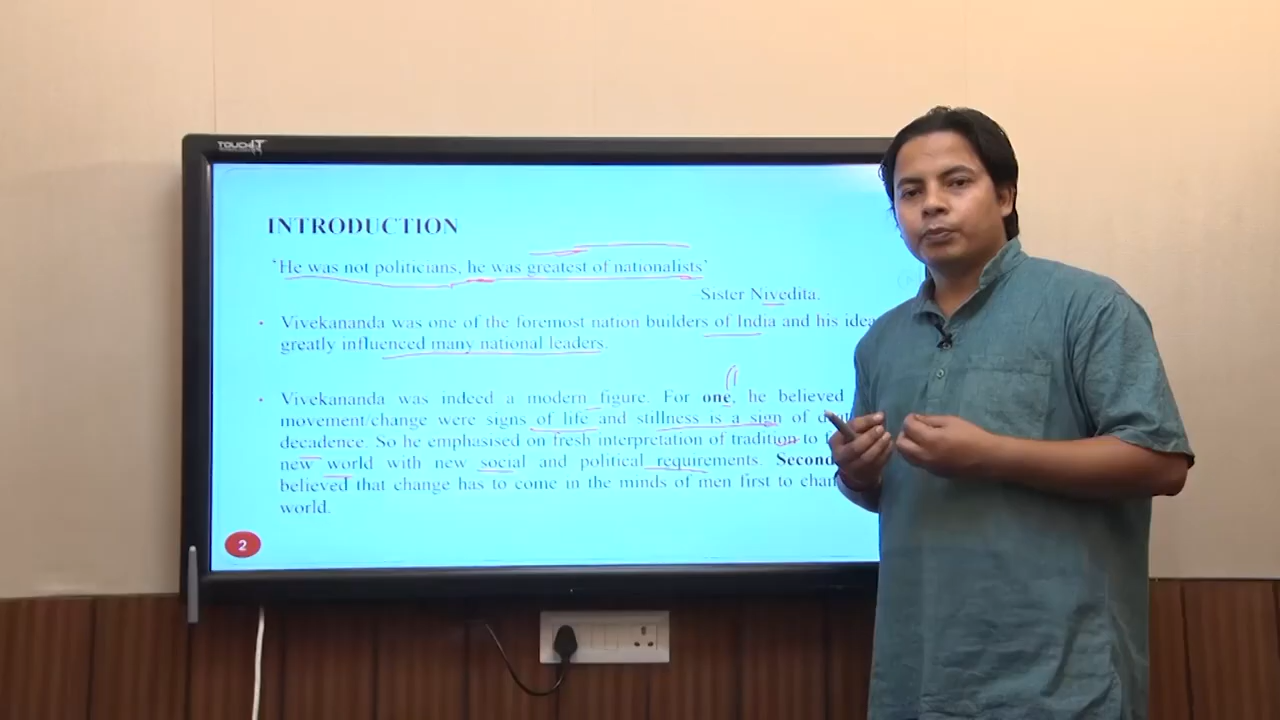 TOUCHIT
INTRODUCTION
‘He was not politicians, he was greatest of nationalists’
-Sister Nivedita.
• Vivekananda was one of the foremost nation builders of India and his idea
greatly influenced many national leaders.
• Vivekananda was indeed a modern figure. For one, he believed
movement/change were signs of life and stillness is a sign of
decadence. So he emphasised on fresh interpretation of tradition to
new world with new social and political requirements. Second
believed that change has to come in the minds of men first to
world.
2